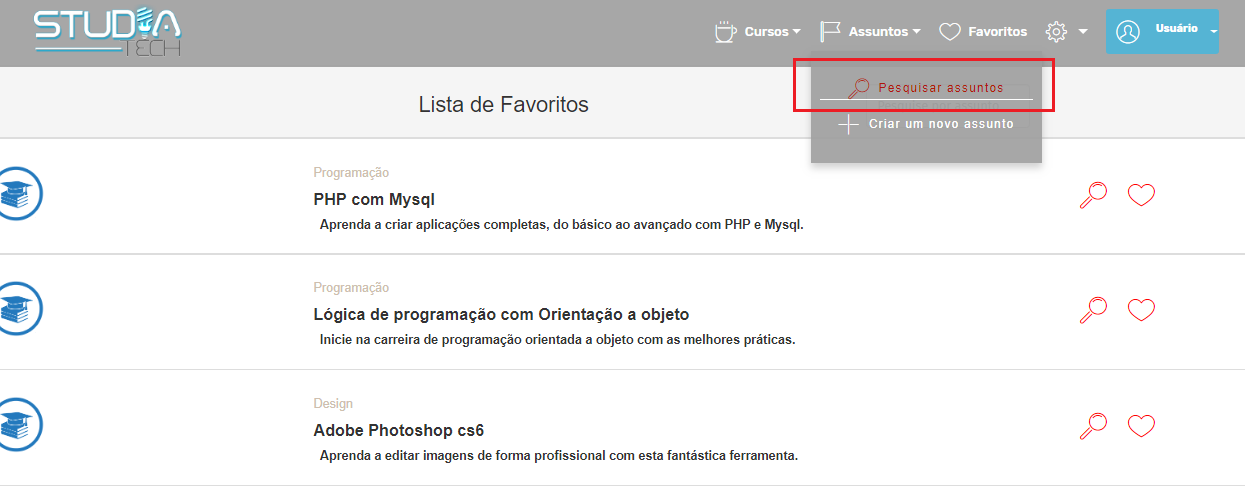 STUDIA
TECH
Cursos
Assuntos
Favoritos
Usuário
Lista de Favoritos
Pesquisar assuntos
Pesquise por assunto
Criar um novo assunto
Programação
PHP com Mysql
Aprenda a criar aplicações completas, do básico ao avançado com PHP e Mysql.
Programação
Lógica de programação com Orientação a objeto
Inicie na carreira de programação orientada a objeto com as melhores práticas.
Design
Adobe Photoshop cs6
Aprenda a editar imagens de forma profissional com esta fantástica ferramenta.